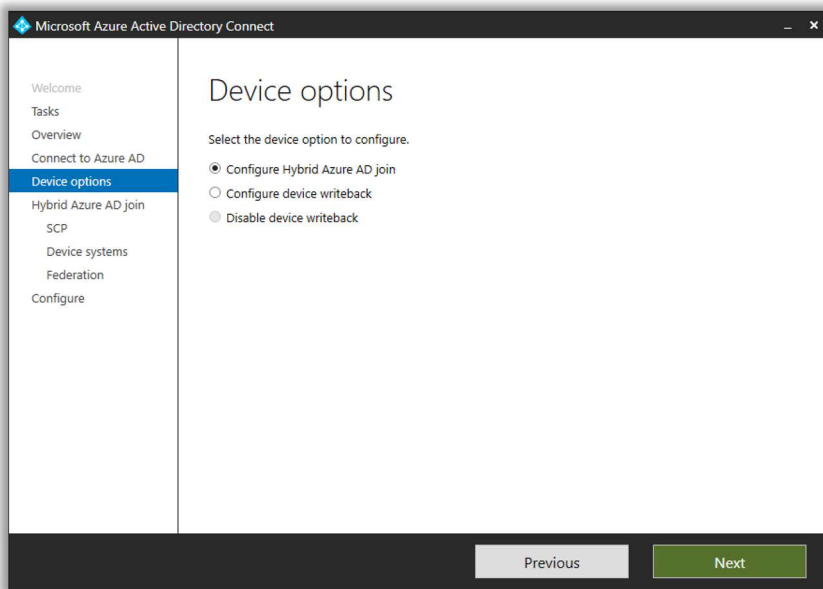 Microsoft Azure Active Directory Connect
Welcome
Tasks
Overview
Connect to Azure AD
Device options
Hybrid Azure AD join
SCP
Device systems
Federation
Configure
Device options
Select the device option to configure.
Configure Hybrid Azure AD join
Configure device writeback
Disable device writeback
Previous
Next